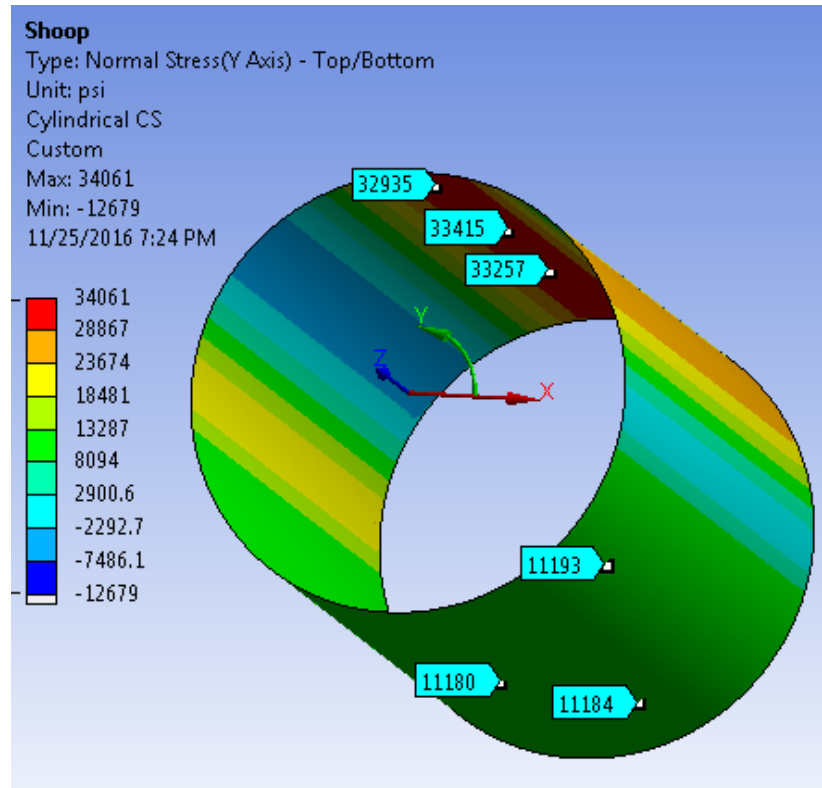 Shoop
Type: Normal Stress(Y Axis) - Top/Bottom
Unit: psi
Cylindrical CS
Custom
Max: 34061
Min: -12679
11/25/2016 7:24 PM
34061
28867
23674
18481
13287
8094
2900.6
-2292.7
-7486.1
-12679
32935
33415
33257
Y
Z
X
11193
11180
11184